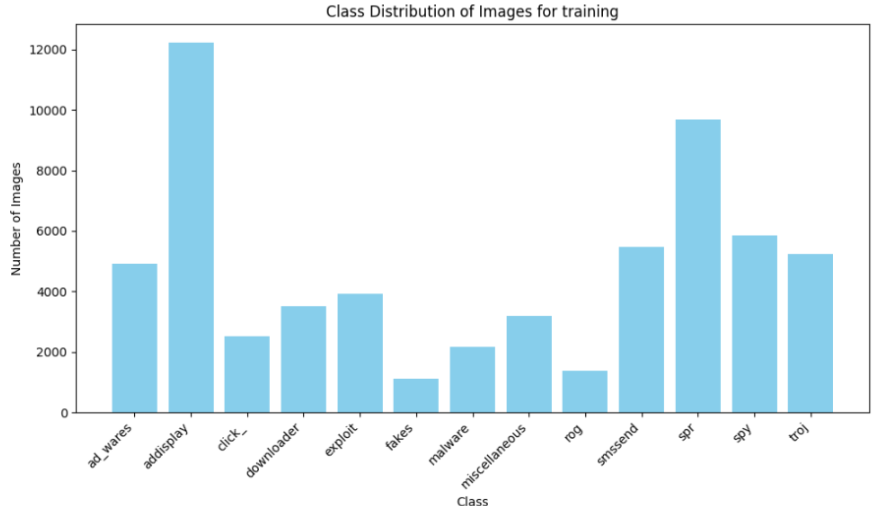 Class Distribution of Images for training
Number of Images
12000
10000
8000
6000
4000
2000
0
ad_wares
addisplay
click_
downloader
exploit
fakes
malware
miscellaneous
rog
smssend
spr
spy
troj
Class